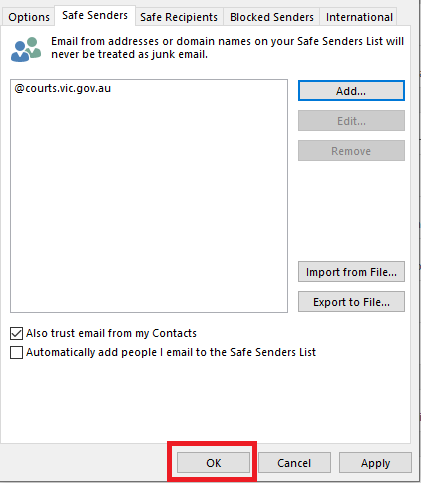 Options Safe Senders Safe Recipients Blocked Senders International
Email from addresses or domain names on your Safe Senders List will
never be treated as junk email.
@courts.vic.gov.au
Add...
Edit...
Remove
Import from File...
Export to File...
Also trust email from my Contacts
Automatically add people I email to the Safe Senders List
OK Cancel Apply